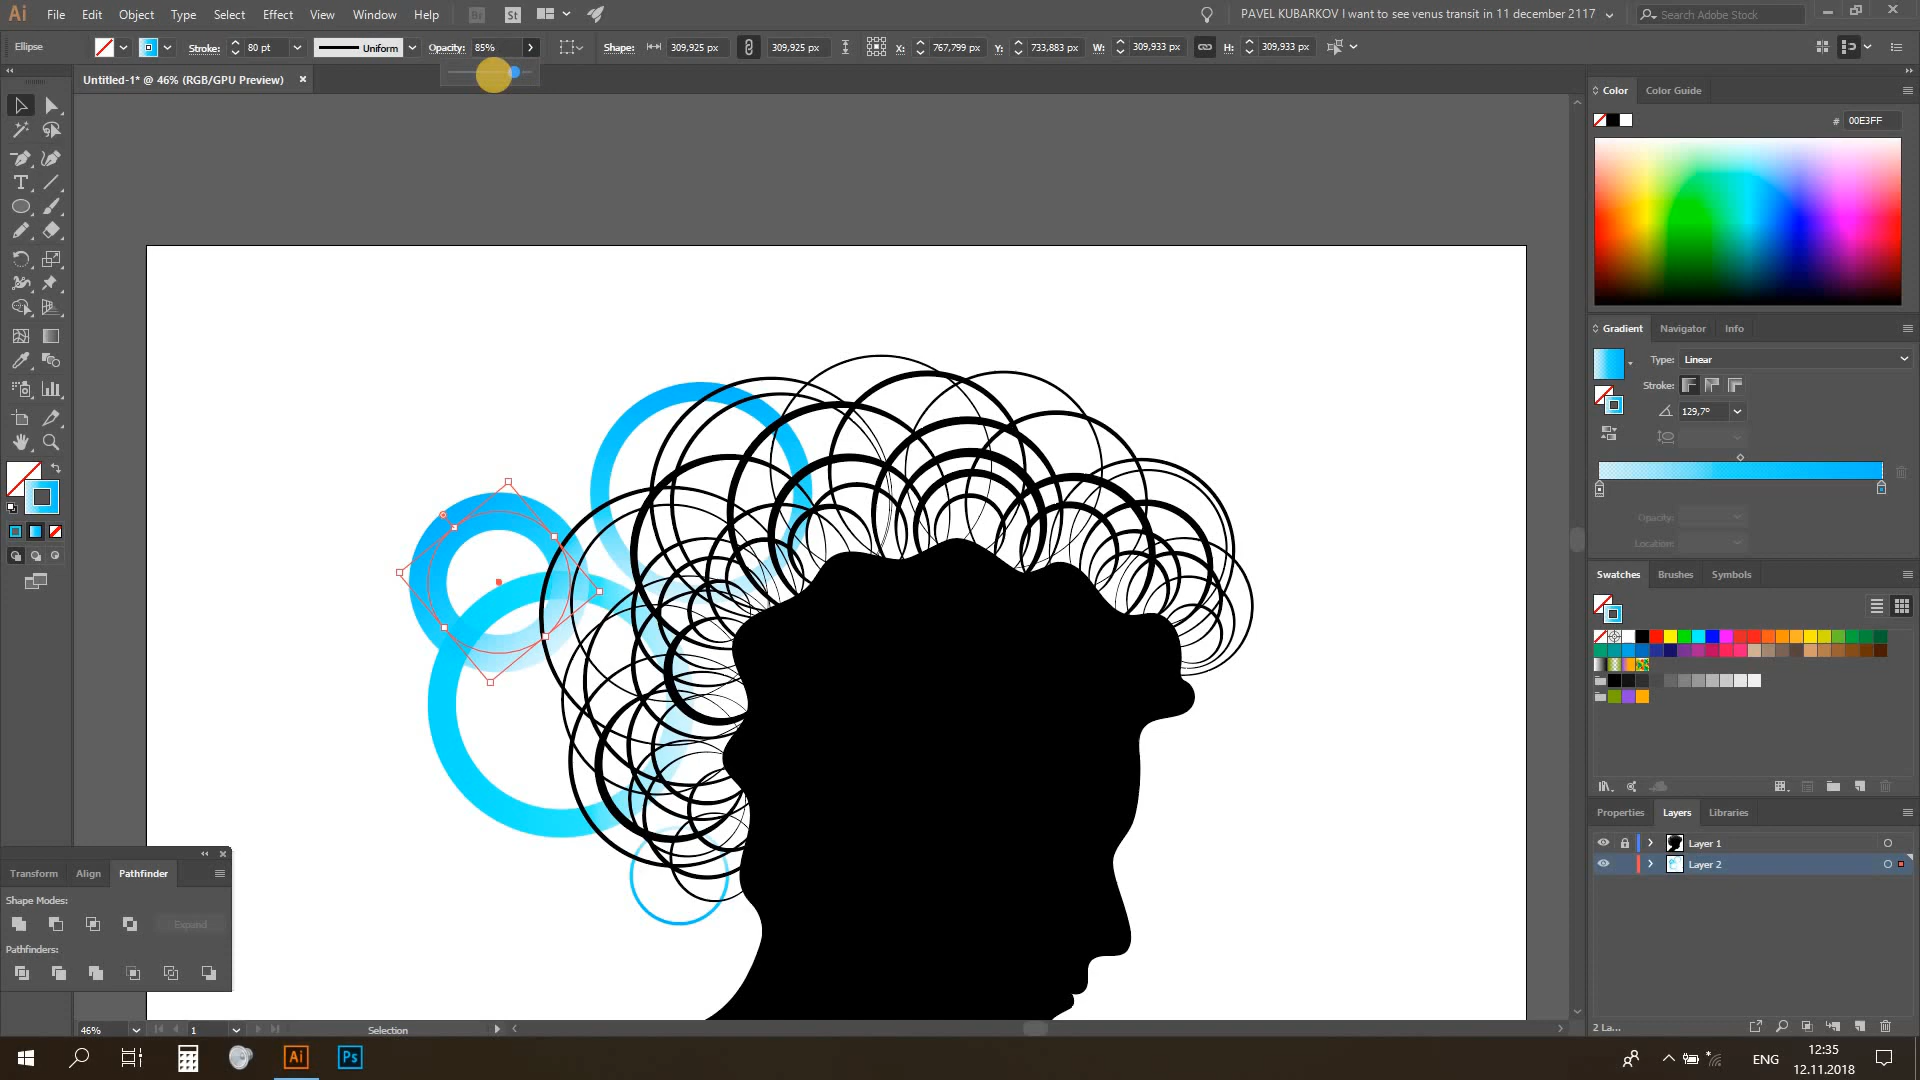 Ai File Edit Object Type Select Effect View Window Help Br St PAVEL KUBARKOV I want to see venus transit in 11 december 2117 Search Adobe Stock
Ellipse Stroke: 80 pt Uniform Opacity: 85% Shape: 309,925 px 309,925 px X: 767,799 px Y: 733,883 px W: 309,933 px H: 309,933 px
Untitled-1* @ 46% (RGB/GPU Preview)
Color Color Guide
# 00E3FF
Gradient Navigator Info
Type: Linear
Stroke:
129,7°
Opacity:
Location:
Swatches Brushes Symbols
Properties Layers Libraries
Layer 1
Layer 2
Transform Align Pathfinder
Shape Modes:
Expand
Pathfinders:
46% 1 Selection
2 La...
Ai Ps ENG 12:35
12.11.2018